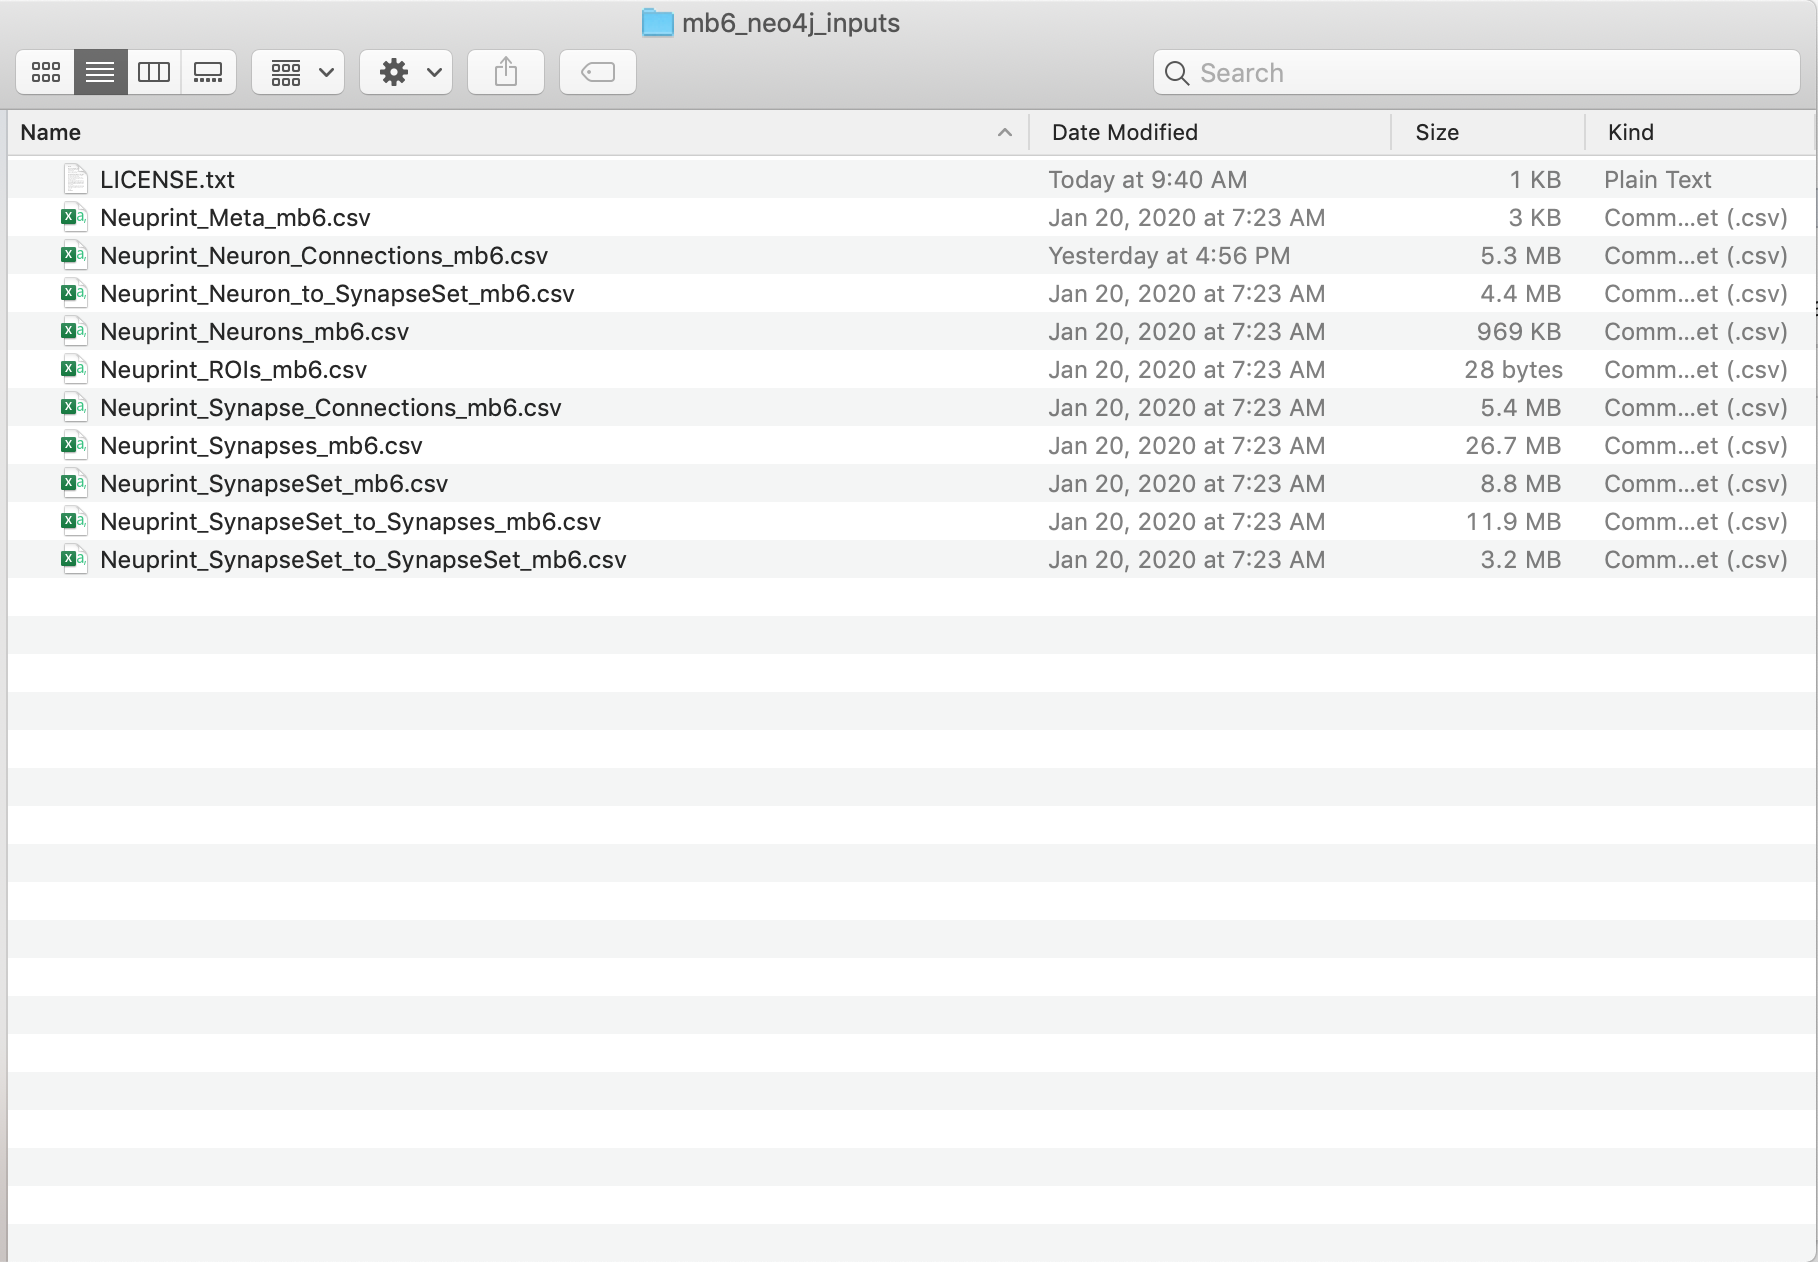 mb6_neo4j_inputs
Search
Name Date Modified Size Kind
LICENSE.txt Today at 9:40 AM 1 KB Plain Text
Neuprint_Meta_mb6.csv Jan 20, 2020 at 7:23 AM 3 KB Comm...et (.csv)
Neuprint_Neuron_Connections_mb6.csv Yesterday at 4:56 PM 5.3 MB Comm...et (.csv)
Neuprint_Neuron_to_SynapseSet_mb6.csv Jan 20, 2020 at 7:23 AM 4.4 MB Comm...et (.csv)
Neuprint_Neurons_mb6.csv Jan 20, 2020 at 7:23 AM 969 KB Comm...et (.csv)
Neuprint_ROIs_mb6.csv Jan 20, 2020 at 7:23 AM 28 bytes Comm...et (.csv)
Neuprint_Synapse_Connections_mb6.csv Jan 20, 2020 at 7:23 AM 5.4 MB Comm...et (.csv)
Neuprint_Synapses_mb6.csv Jan 20, 2020 at 7:23 AM 26.7 MB Comm...et (.csv)
Neuprint_SynapseSet_mb6.csv Jan 20, 2020 at 7:23 AM 8.8 MB Comm...et (.csv)
Neuprint_SynapseSet_to_Synapses_mb6.csv Jan 20, 2020 at 7:23 AM 11.9 MB Comm...et (.csv)
Neuprint_SynapseSet_to_SynapseSet_mb6.csv Jan 20, 2020 at 7:23 AM 3.2 MB Comm...et (.csv)